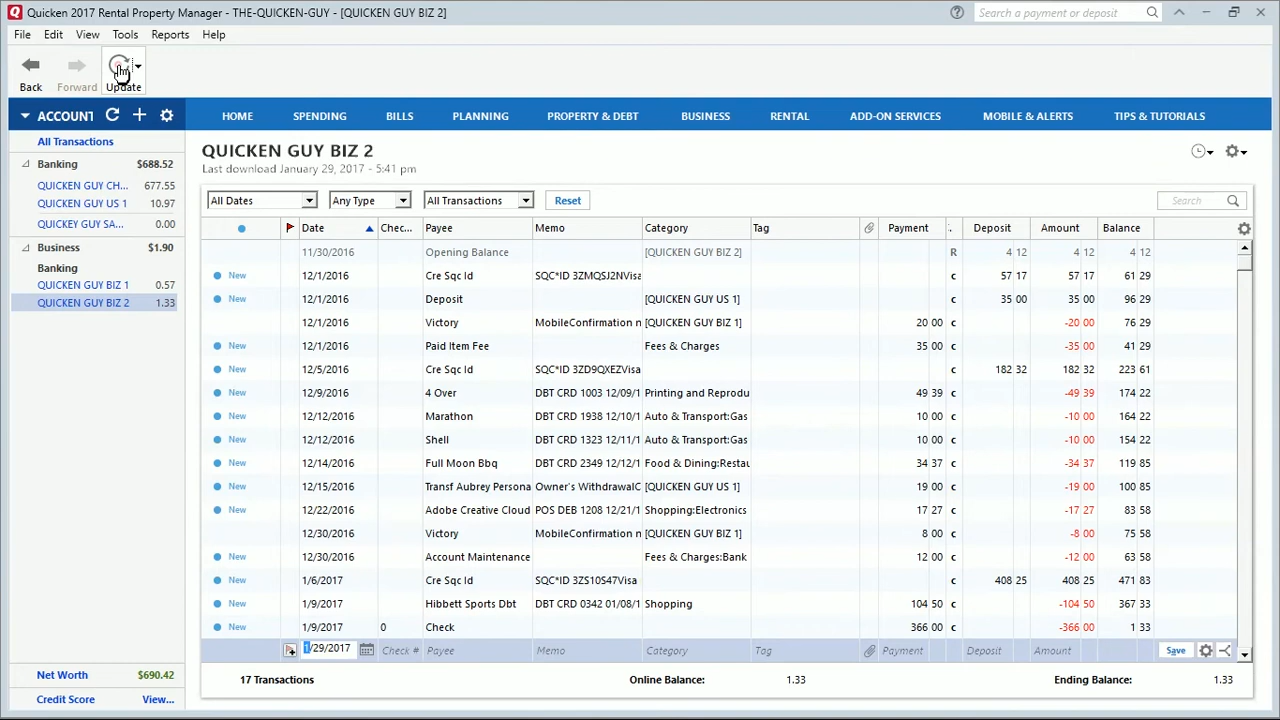 Quicken 2017 Rental Property Manager - THE-QUICKEN-GUY - [QUICKEN GUY BIZ 2]
Search a payment or deposit
File Edit View Tools Reports Help
Back Forward Update
ACCOUNT
HOME SPENDING BILLS PLANNING PROPERTY & DEBT BUSINESS RENTAL ADD-ON SERVICES MOBILE & ALERTS TIPS & TUTORIALS
All Transactions
Banking $688.52
QUICKEN GUY CH... 677.55
QUICKEN GUY US 1 10.97
QUICKEY GUY SA... 0.00
Business $1.90
Banking
QUICKEN GUY BIZ 1 0.57
QUICKEN GUY BIZ 2 1.33
Net Worth $690.42
Credit Score View...
QUICKEN GUY BIZ 2
Last download January 29, 2017 - 5:41 pm
All Dates Any Type All Transactions Reset Search
Date Chec... Payee Memo Category Tag Payment .. Deposit Amount Balance
11/30/2016 Opening Balance [QUICKEN GUY BIZ 2] R 4 12 4 12 4 12
New 12/1/2016 Cre Sqc Id SQC*ID 3ZMQSJ2NVisa c 57 17 57 17 61 29
New 12/1/2016 Deposit [QUICKEN GUY US 1] c 35 00 35 00 96 29
12/1/2016 Victory MobileConfirmation n [QUICKEN GUY BIZ 1] 20 00 c -20 00 76 29
New 12/1/2016 Paid Item Fee Fees & Charges 35 00 c -35 00 41 29
New 12/5/2016 Cre Sqc Id SQC*ID 3ZD9QXEZVisa c 182 32 182 32 223 61
New 12/9/2016 4 Over DBT CRD 1003 12/09/1 Printing and Reprodu 49 39 c -49 39 174 22
New 12/12/2016 Marathon DBT CRD 1938 12/10/1 Auto & Transport:Gas 10 00 c -10 00 164 22
New 12/12/2016 Shell DBT CRD 1323 12/11/1 Auto & Transport:Gas 10 00 c -10 00 154 22
New 12/14/2016 Full Moon Bbq DBT CRD 2349 12/12/1 Food & Dining:Restau 34 37 c -34 37 119 85
New 12/15/2016 Transf Aubrey Persona Owner's WithdrawalC [QUICKEN GUY US 1] 19 00 c -19 00 100 85
New 12/22/2016 Adobe Creative Cloud POS DEB 1208 12/21/1 Shopping:Electronics 17 27 c -17 27 83 58
12/30/2016 Victory MobileConfirmation n [QUICKEN GUY BIZ 1] 8 00 c -8 00 75 58
New 12/30/2016 Account Maintenance Fees & Charges:Bank 12 00 c -12 00 63 58
New 1/6/2017 Cre Sqc Id SQC*ID 3ZS10S47Visa c 408 25 408 25 471 83
New 1/9/2017 Hibbett Sports Dbt DBT CRD 0342 01/08/1 Shopping 104 50 c -104 50 367 33
New 1/9/2017 0 Check 366 00 c -366 00 1 33
1/29/2017 Check # Payee Memo Category Tag Payment Deposit Amount Save
17 Transactions Online Balance: 1.33 Ending Balance: 1.33